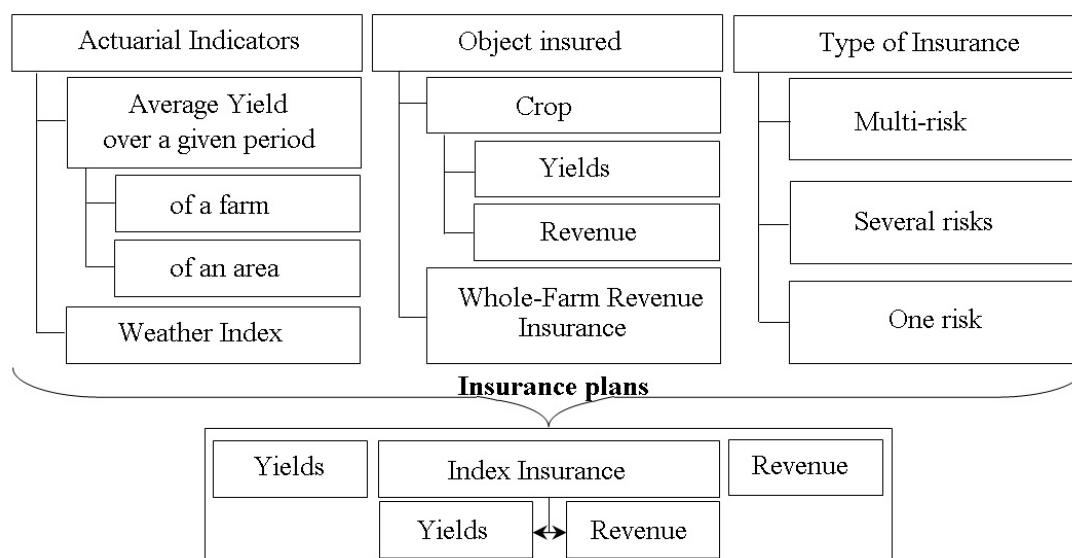 Actuarial Indicators
Average Yield
over a given period
of a farm
of an area
Weather Index
Object insured
Crop
Yields
Revenue
Whole-Farm Revenue
Insurance
Type of Insurance
Multi-risk
Several risks
One risk
Insurance plans
Yields
Index Insurance
Revenue
Yields
Revenue